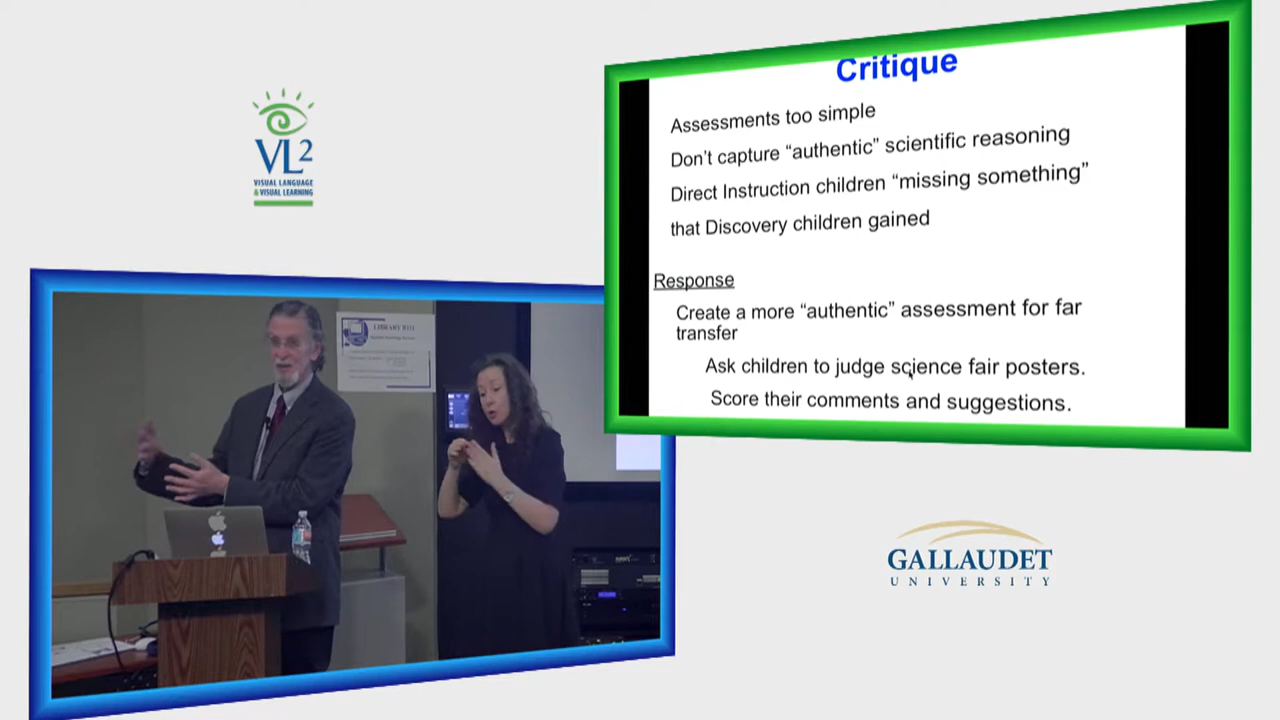 VL2
VISUAL LANGUAGE
& VISUAL LEARNING
Critique
Assessments too simple
Don't capture “authentic” scientific reasoning
Direct Instruction children “missing something”
that Discovery children gained
Response
Create a more “authentic” assessment for far
transfer
Ask children to judge science fair posters.
Score their comments and suggestions.
GALLAUDET
UNIVERSITY